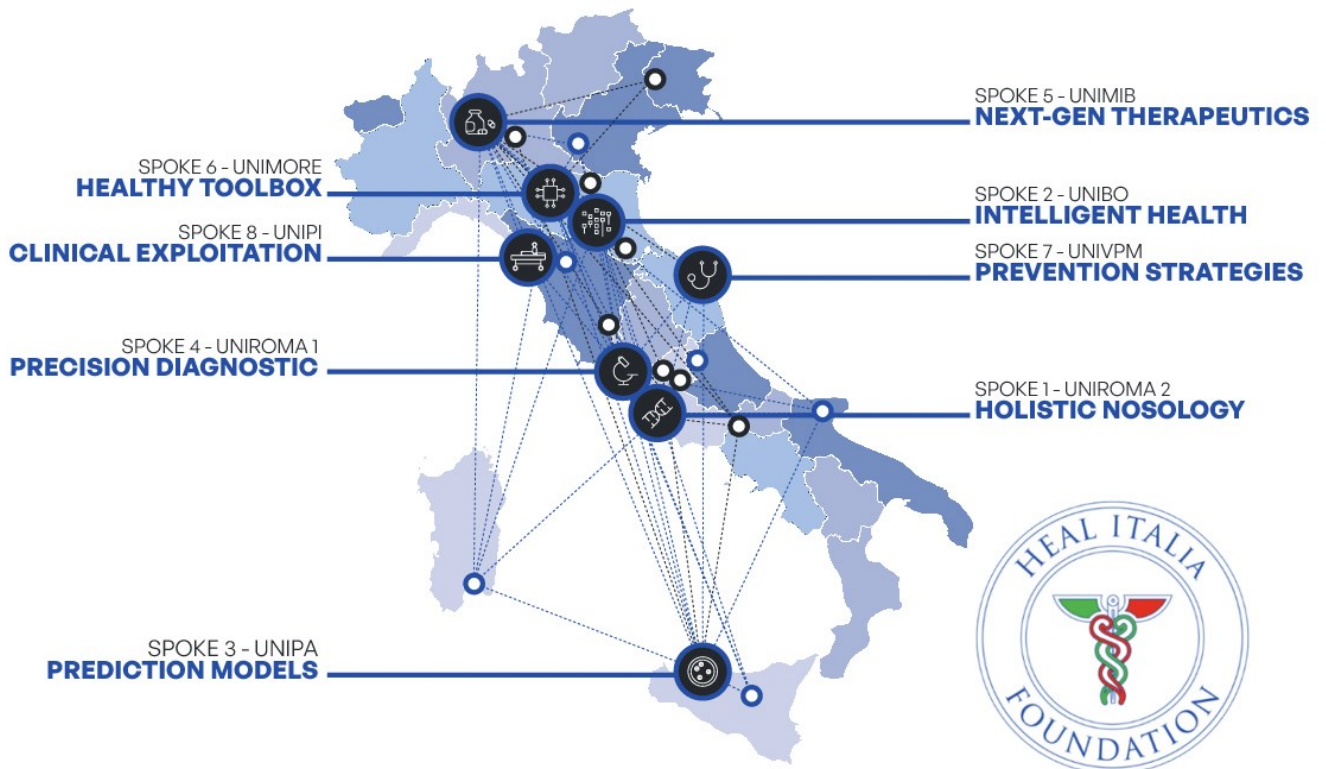 SPOKE 5 - UNIMIB
NEXT-GEN THERAPEUTICS
SPOKE 6 - UNIMORE
HEALTHY TOOLBOX
SPOKE 2 - UNIBO
INTELLIGENT HEALTH
SPOKE 8 - UNIPI
CLINICAL EXPLOITATION
SPOKE 7 - UNIVPM
PREVENTION STRATEGIES
SPOKE 4 - UNIROMA 1
PRECISION DIAGNOSTIC
SPOKE 1 - UNIROMA 2
HOLISTIC NOSOLOGY
SPOKE 3 - UNIPA
PREDICTION MODELS
HEAL ITALIA
FOUNDATION